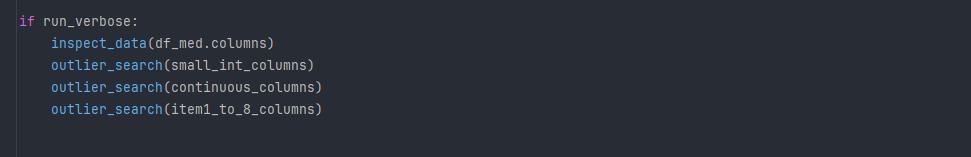 if run_verbose:
    inspect_data(df_med.columns)
    outlier_search(small_int_columns)
    outlier_search(continuous_columns)
    outlier_search(item1_to_8_columns)